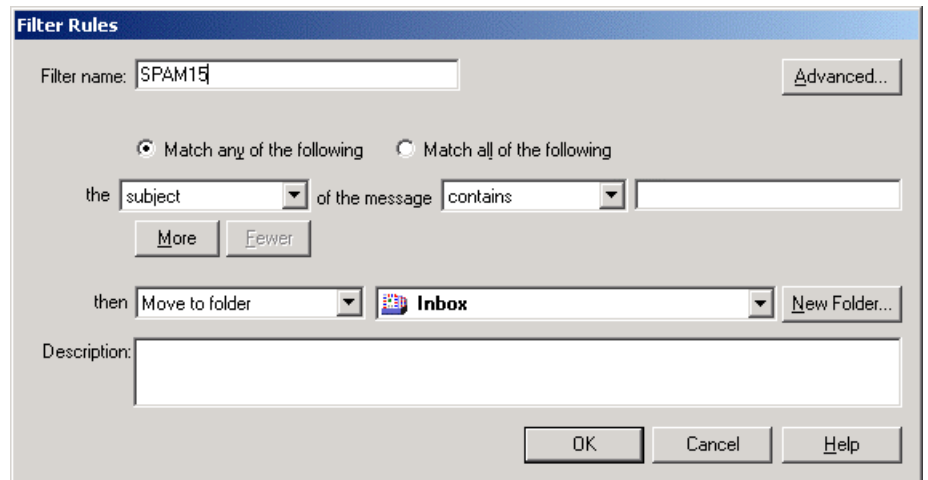 Filter Rules
Filter name: SPAM15 Advanced...
Match any of the following Match all of the following
the subject of the message contains
More Fewer
then Move to folder Inbox New Folder...
Description:
OK Cancel Help